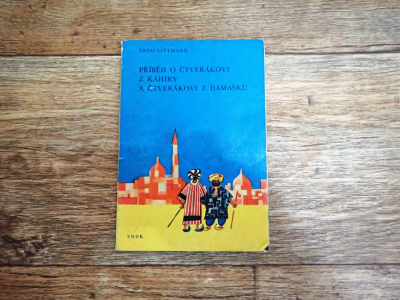 ENNO LITTMANN
PŘÍBĚH O ČTVERÁKOVI
Z KÁHIRY
A ČTVERÁKOVI Z DAMAŠKU
SNDK